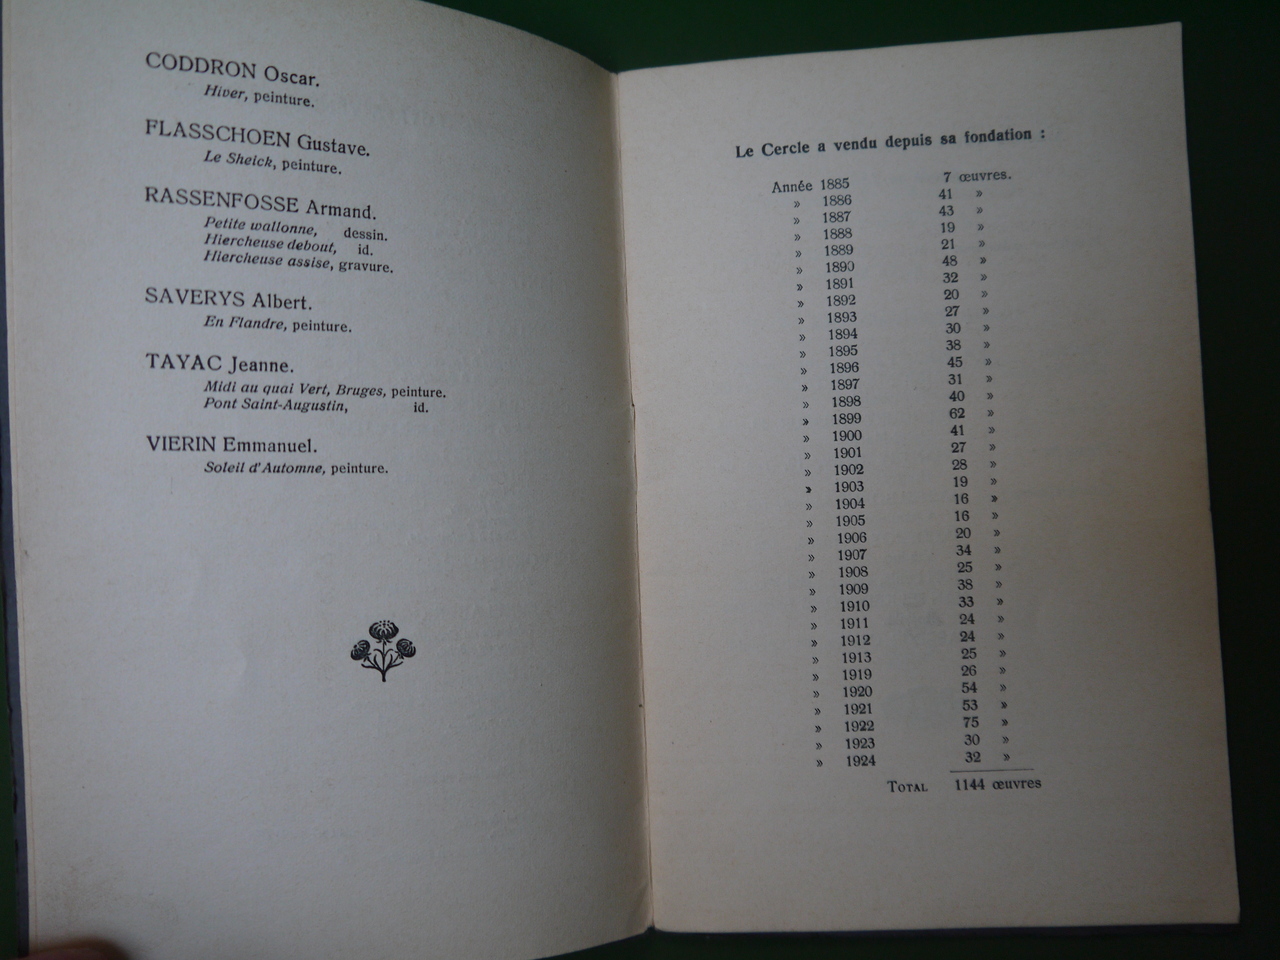 CODDRON Oscar.
Hiver, peinture.
FLASSCHOEN Gustave.
Le Sheick, peinture.
RASSENFOSSE Armand.
Petite wallonne, dessin.
Hiercheuse debout, id.
Hiercheuse assise, gravure.
SAVERYS Albert.
En Flandre, peinture.
TAYAC Jeanne.
Midi au quai Vert, Bruges, peinture.
Pont Saint-Augustin, id.
VIERIN Emmanuel.
Soleil d'Automne, peinture.
Le Cercle a vendu depuis sa fondation :
Année 1885 7 œuvres.
» 1886 41 »
» 1887 43 »
» 1888 19 »
» 1889 21 »
» 1890 48 »
» 1891 32 »
» 1892 20 »
» 1893 27 »
» 1894 30 »
» 1895 38 »
» 1896 45 »
» 1897 31 »
» 1898 40 »
» 1899 62 »
» 1900 41 »
» 1901 27 »
» 1902 28 »
» 1903 19 »
» 1904 16 »
» 1905 16 »
» 1906 20 »
» 1907 34 »
» 1908 25 »
» 1909 38 »
» 1910 33 »
» 1911 24 »
» 1912 24 »
» 1913 25 »
» 1919 26 »
» 1920 54 »
» 1921 53 »
» 1922 75 »
» 1923 30 »
» 1924 32 »
TOTAL 1144 œuvres